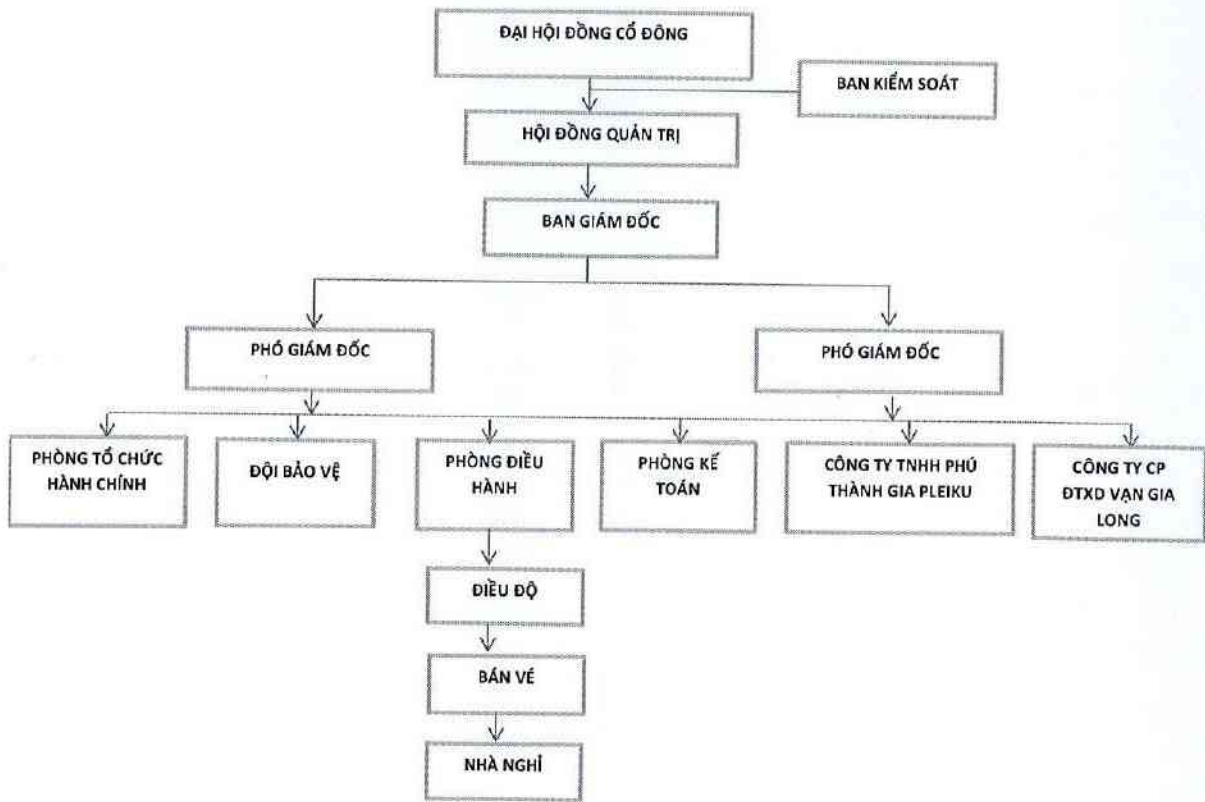 ĐẠI HỘI ĐỒNG CỔ ĐÔNG
BAN KIỂM SOÁT
HỘI ĐỒNG QUẢN TRỊ
BAN GIÁM ĐỐC
PHÓ GIÁM ĐỐC
PHÓ GIÁM ĐỐC
PHÒNG TỔ CHỨC
HÀNH CHÍNH
ĐỘI BẢO VỆ
PHÒNG ĐIỀU
HÀNH
PHÒNG KẾ
TOÁN
CÔNG TY TNHH PHÚ
THÀNH GIA PLEIKU
CÔNG TY CP
ĐTXD VẠN GIA
LONG
ĐIỀU ĐỘ
BÁN VÉ
NHÀ NGHỈ